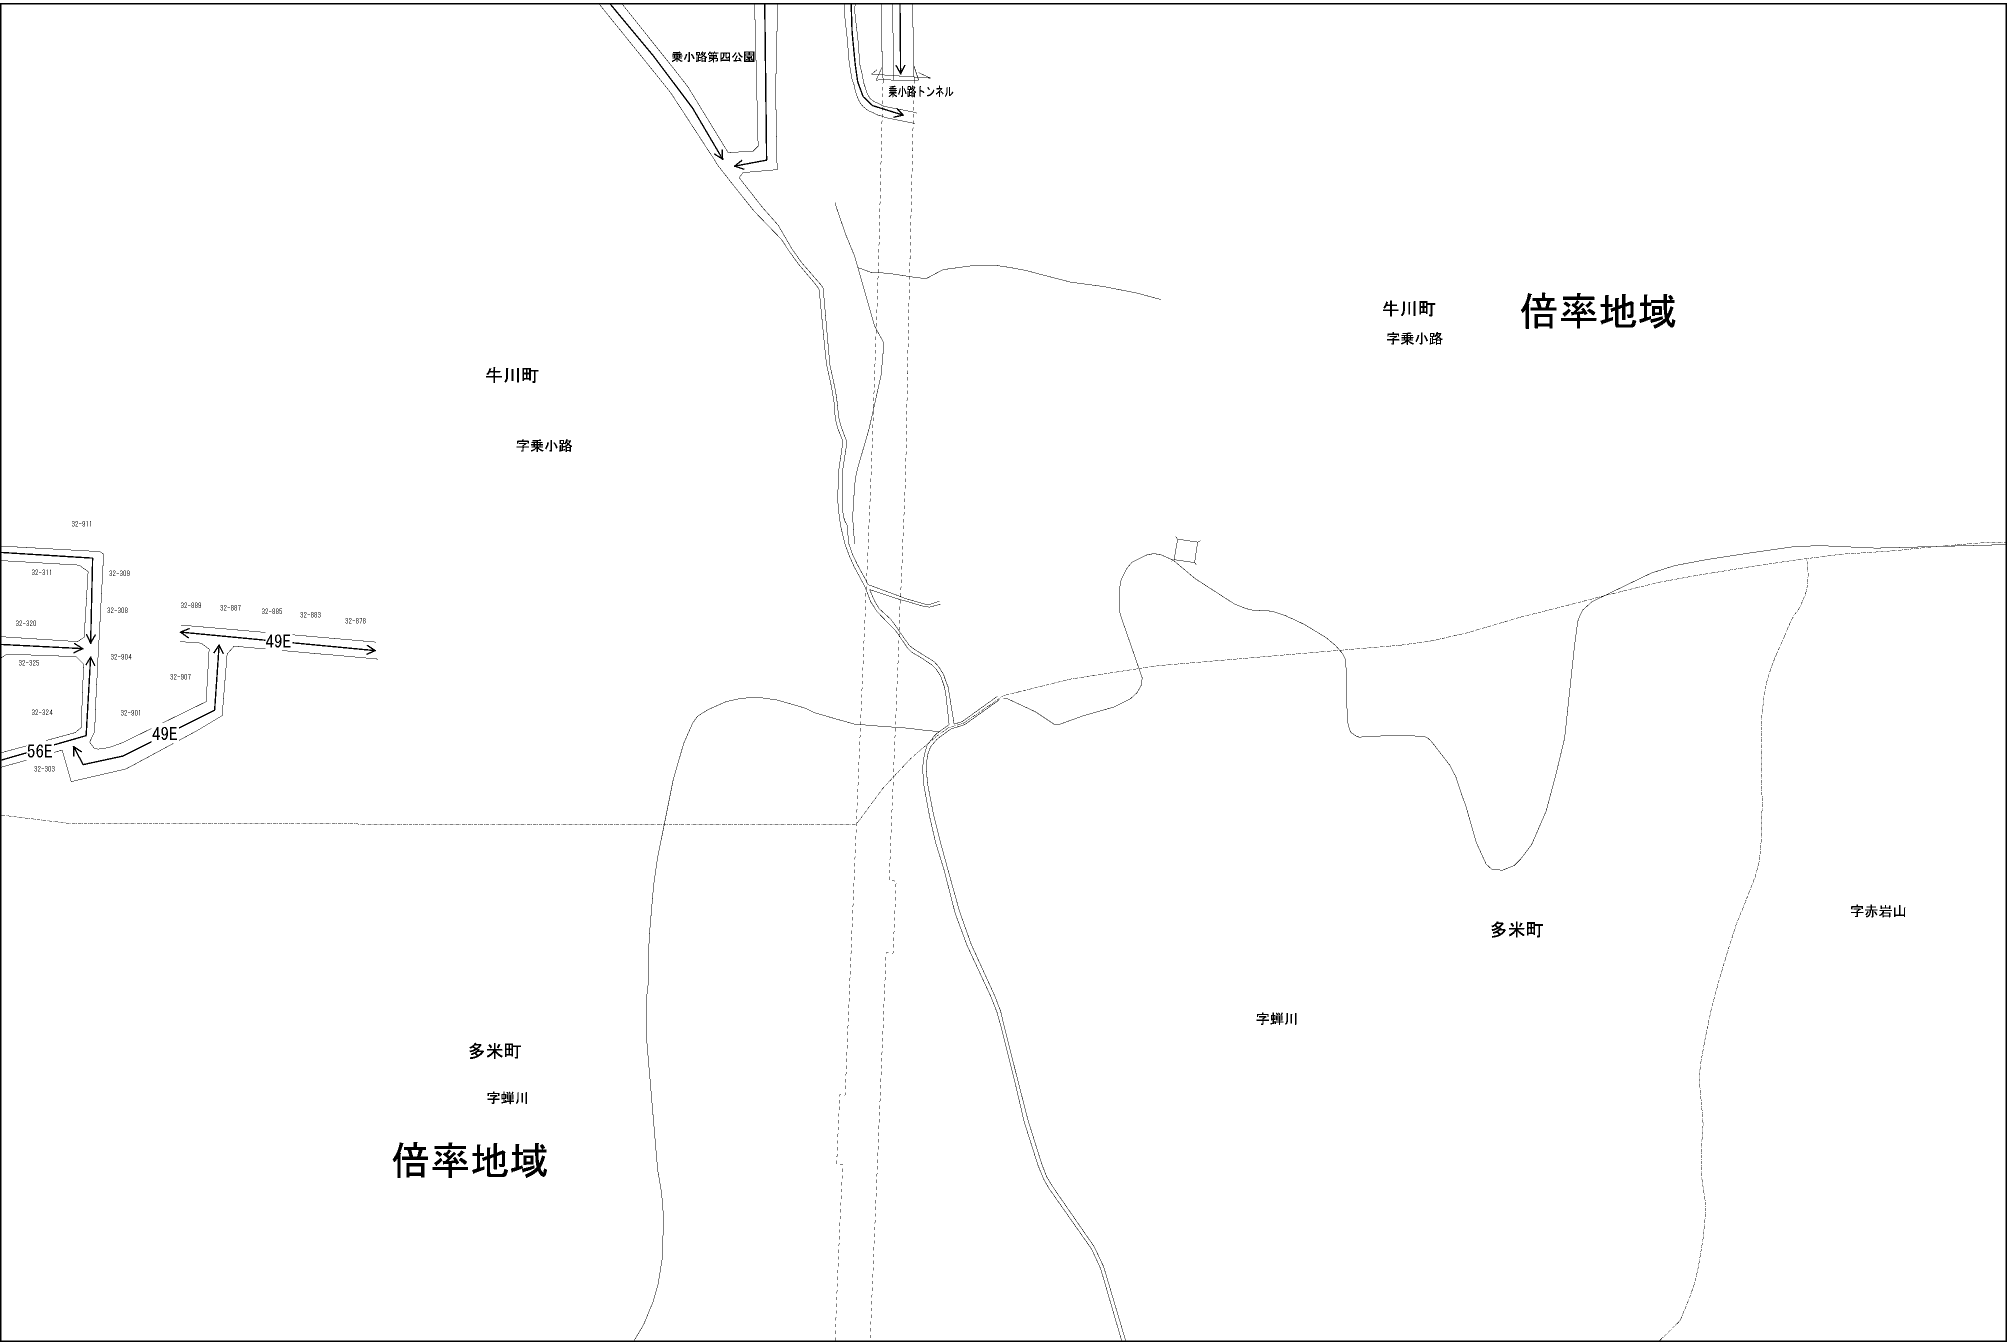 乗小路第四公園
乗小路トンネル
牛川町
倍率地域
字乗小路
牛川町
字乗小路
32-911
32-311
32-309
32-308
32-320
32-889
32-887
32-885
32-883
32-878
49E
32-325
32-904
32-907
32-324
32-901
49E
56E
32-303
字赤岩山
多米町
字蝉川
多米町
字蝉川
倍率地域